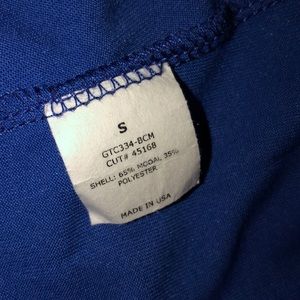 S
GTC334-BCM
CUT# 45168
SHELL: 65% MODAL 35%
POLYESTER
MADE IN USA